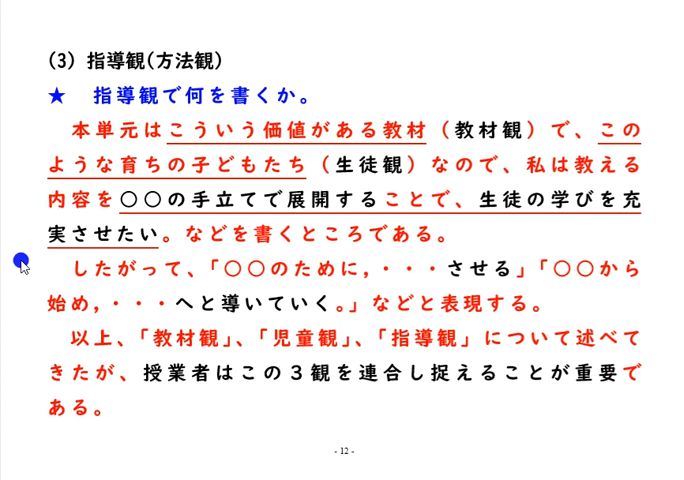 (3) 指導観(方法観)
★ 指導観で何を書くか。
本単元はこういう価値がある教材(教材観)で、この
ような育ちの子どもたち(生徒観)なので、私は教える
内容を○○の手立てで展開することで、生徒の学びを充
実させたい。などを書くところである。
したがって、「○○のために,・・・させる」「○○から
始め,・・・へと導いていく。」などと表現する。
以上、「教材観」、「児童観」、「指導観」について述べて
きたが、授業者はこの3観を連合し捉えることが重要で
ある。
- 12 -